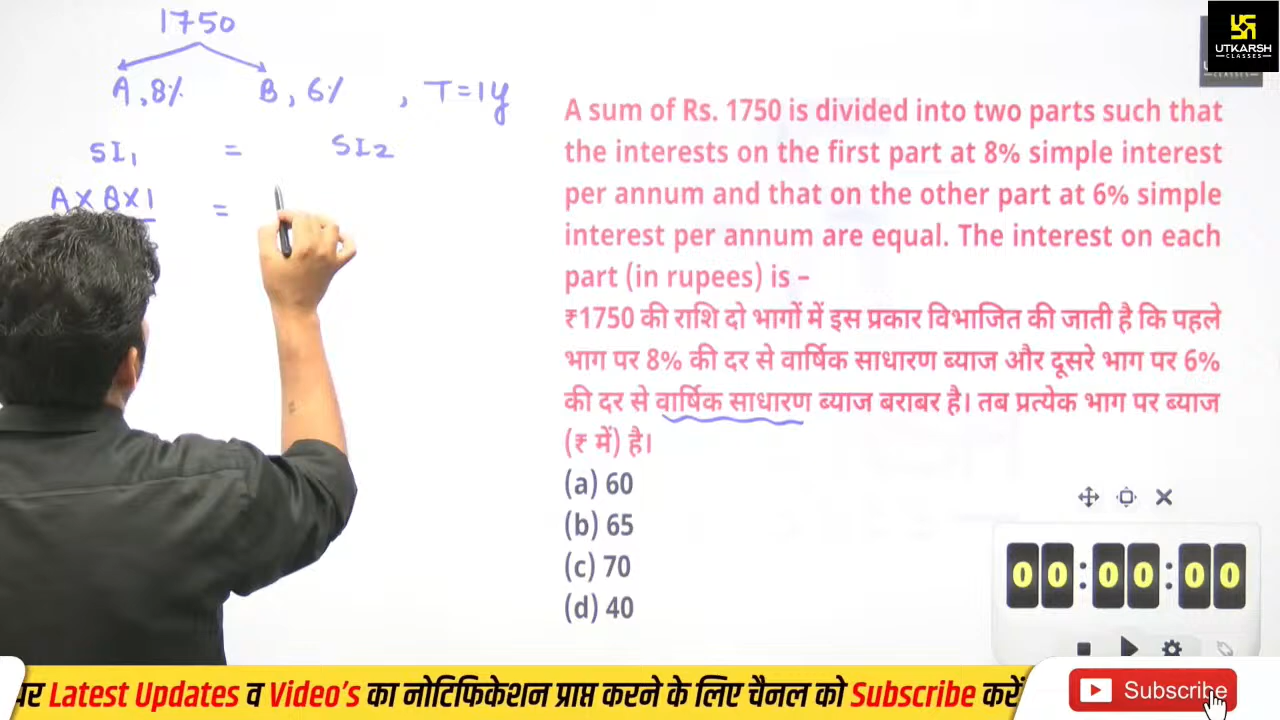 1750
A, 8%
B, 6%
, T=1y
SI1 = SI2
A × 8 × 1 =
UTKARSH
CLASSES
A sum of Rs. 1750 is divided into two parts such that
the interests on the first part at 8% simple interest
per annum and that on the other part at 6% simple
interest per annum are equal. The interest on each
part (in rupees) is –
₹1750 की राशि दो भागों में इस प्रकार विभाजित की जाती है कि पहले
भाग पर 8% की दर से वार्षिक साधारण ब्याज और दूसरे भाग पर 6%
की दर से वार्षिक साधारण ब्याज बराबर है। तब प्रत्येक भाग पर ब्याज
(₹ में) है।
(a) 60
(b) 65
(c) 70
(d) 40
00:00:00
पर Latest Updates व Video’s का नोटिफिकेशन प्राप्त करने के लिए चैनल को Subscribe करें
Subscribe